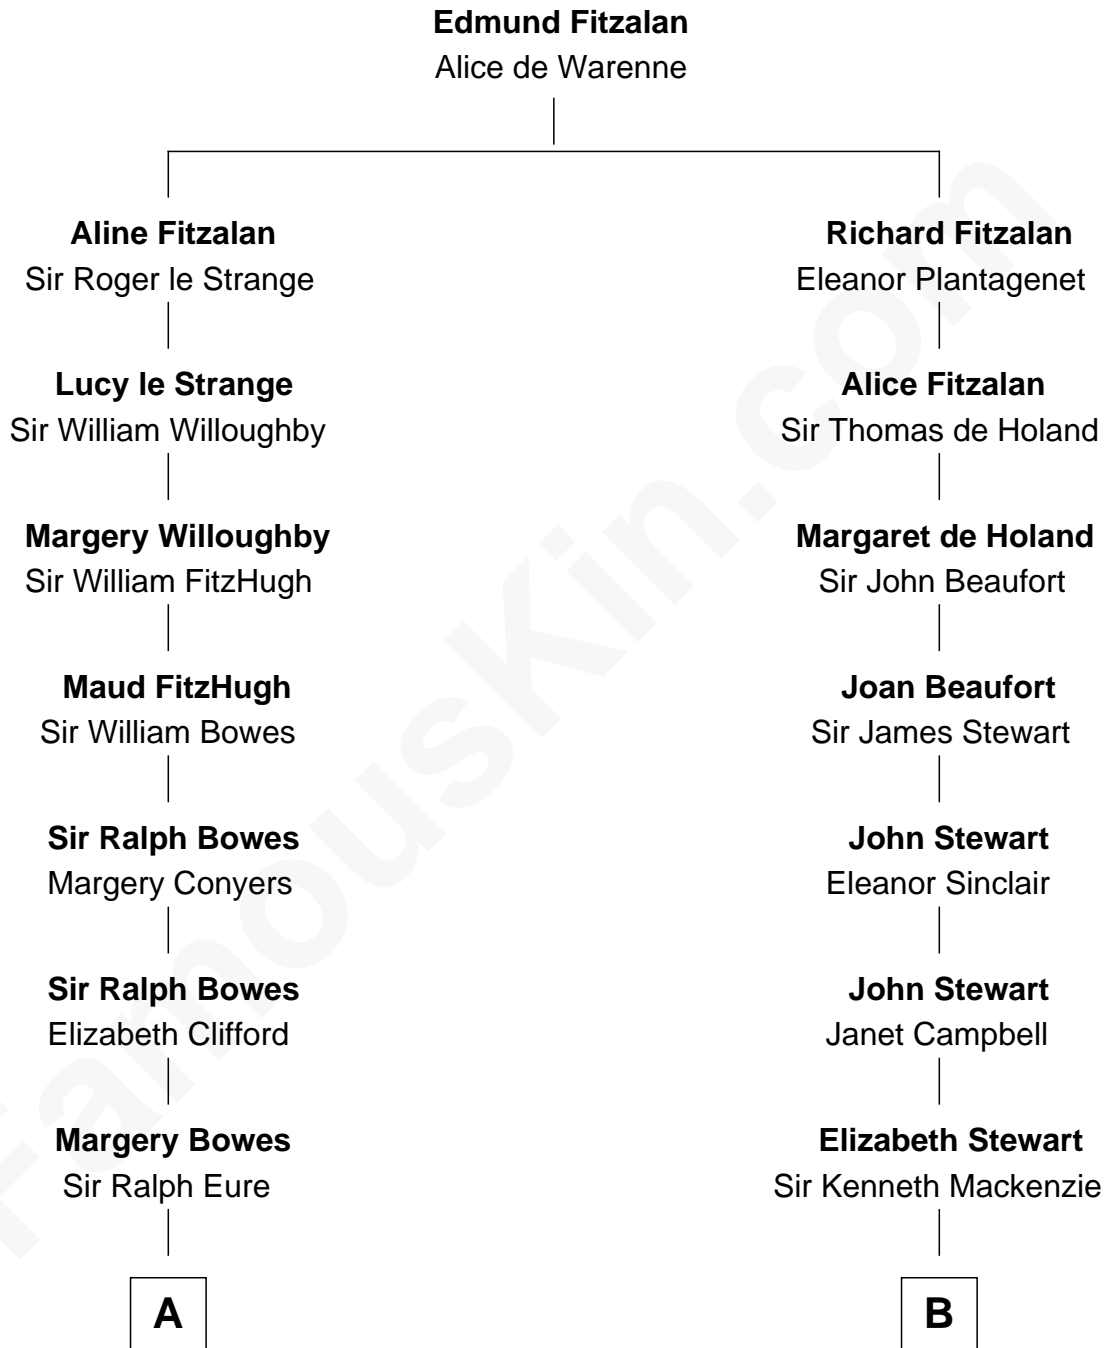 Edmund Fitzalan
Alice de Warenne
Aline Fitzalan
Sir Roger le Strange
Richard Fitzalan
Eleanor Plantagenet
Lucy le Strange
Sir William Willoughby
Alice Fitzalan
Sir Thomas de Holand
Margery Willoughby
Sir William FitzHugh
Margaret de Holand
Sir John Beaufort
Maud FitzHugh
Sir William Bowes
Joan Beaufort
Sir James Stewart
Sir Ralph Bowes
Margery Conyers
John Stewart
Eleanor Sinclair
Sir Ralph Bowes
Elizabeth Clifford
John Stewart
Janet Campbell
Margery Bowes
Sir Ralph Eure
Elizabeth Stewart
Sir Kenneth Mackenzie
A
B
FamousKin.com